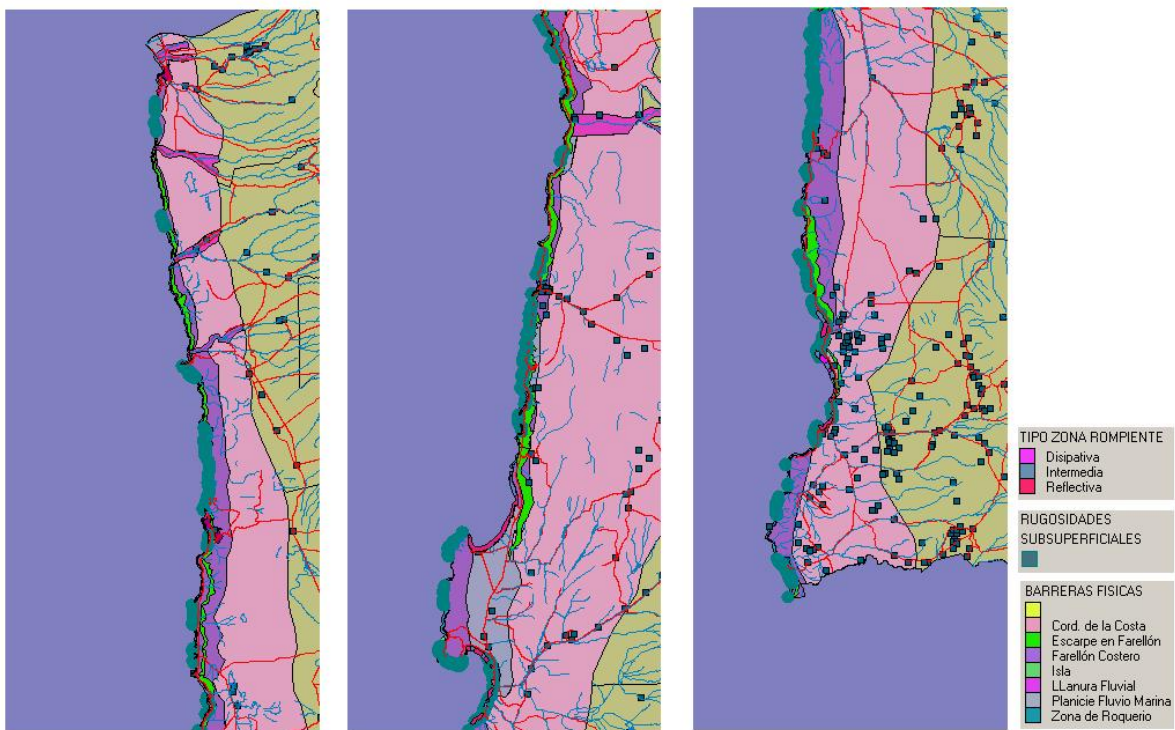 TIPO ZONA ROMPIENTE
Disipativa
Intermedia
Reflectiva
RUGOSIDADES
SUBSUPERFICIALES
BARRERAS FISICAS
Cord. de la Costa
Escarpe en Farellón
Farellón Costero
Isla
LLanura Fluvial
Planicie Fluvio Marina
Zona de Roquerio